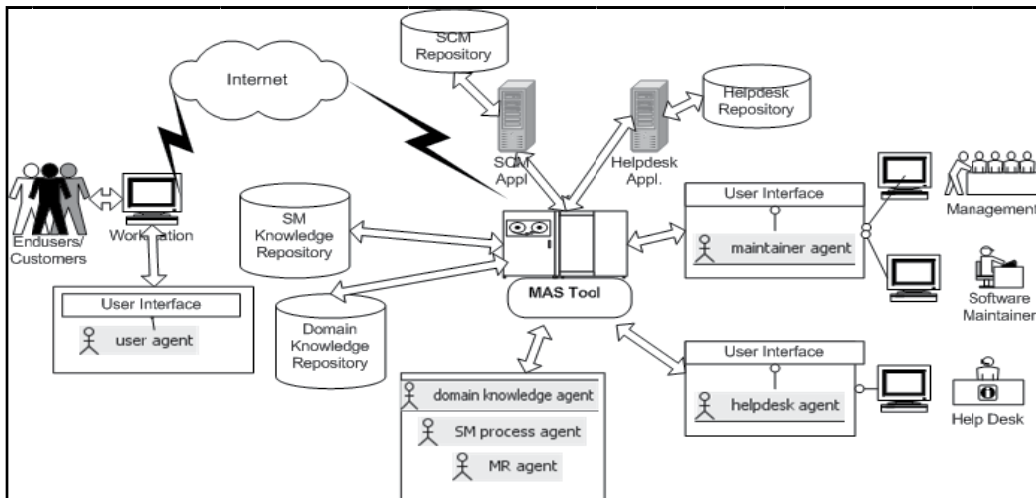 SCM
Repository
Internet
Helpdesk
Repository
SCM
Appl
Helpdesk
Appl.
User Interface
maintainer agent
Management
Endusers/
Customers
Workstation
SM
Knowledge
Repository
MAS Tool
Software
Maintainer
User Interface
user agent
Domain
Knowledge
Repository
User Interface
helpdesk agent
Help Desk
domain knowledge agent
SM process agent
MR agent